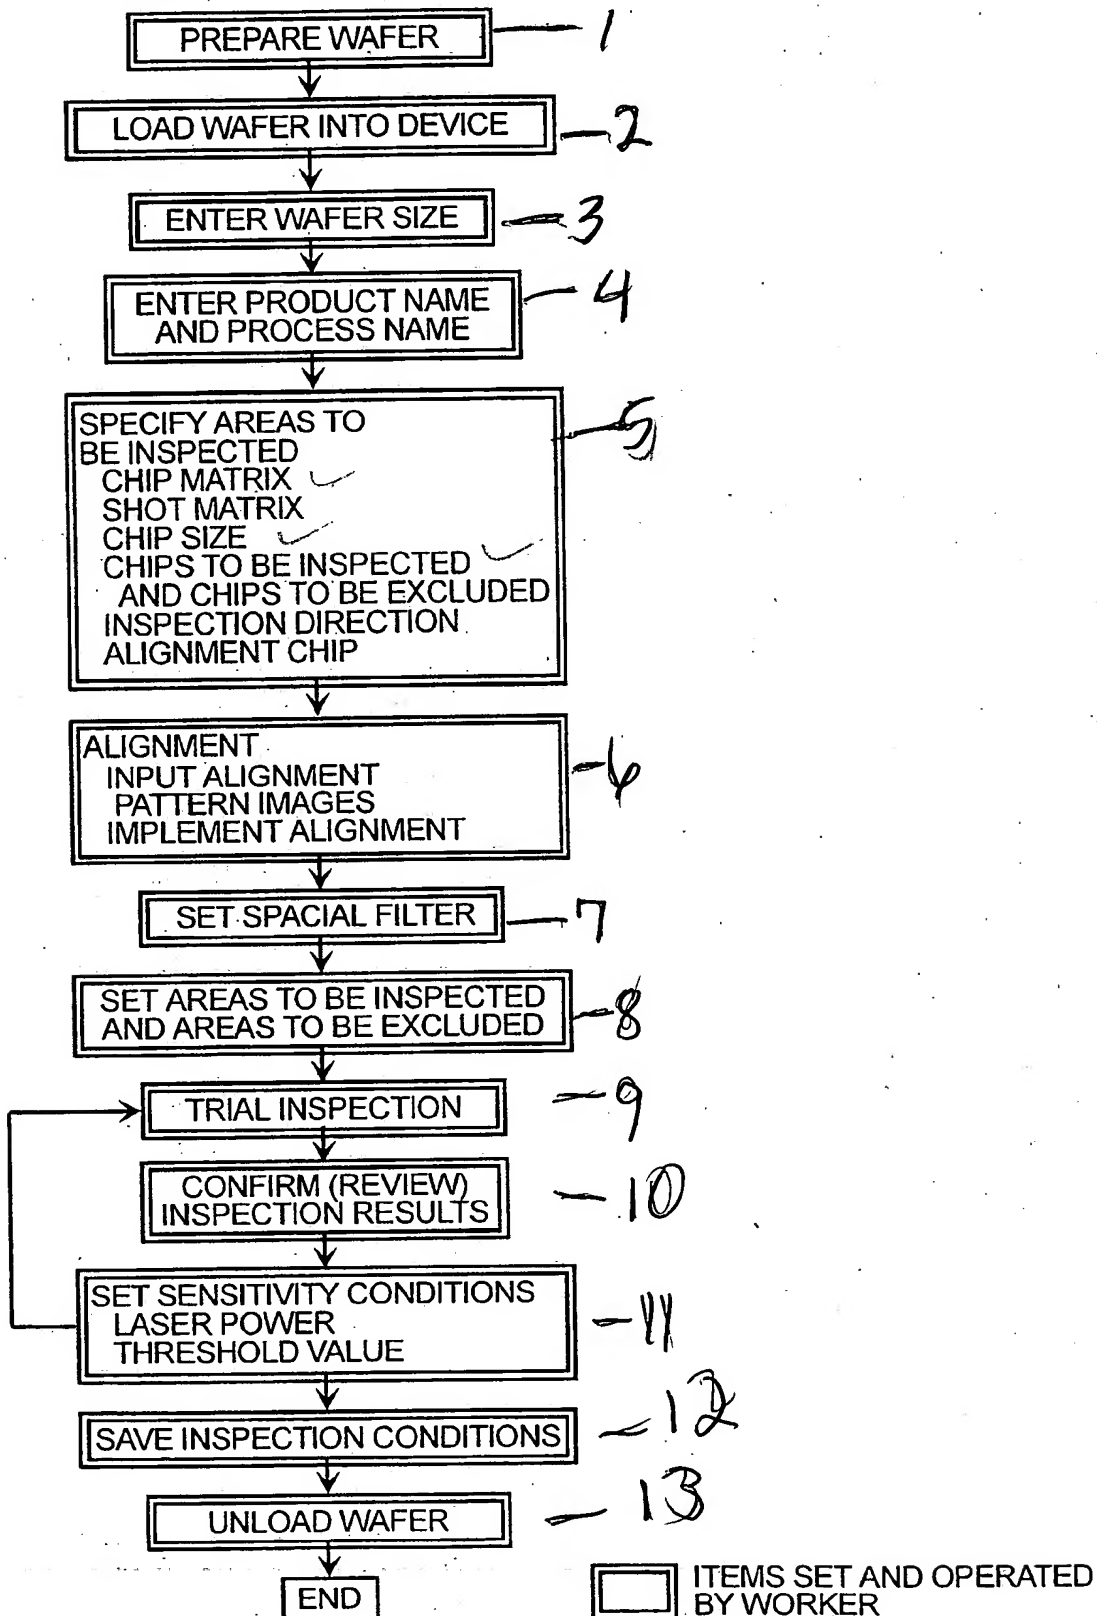 PREPARE WAFER 1
LOAD WAFER INTO DEVICE 2
ENTER WAFER SIZE 3
ENTER PRODUCT NAME 4
AND PROCESS NAME
SPECIFY AREAS TO 5
BE INSPECTED
CHIP MATRIX
SHOT MATRIX
CHIP SIZE
CHIPS TO BE INSPECTED
AND CHIPS TO BE EXCLUDED
INSPECTION DIRECTION
ALIGNMENT CHIP
ALIGNMENT 6
INPUT ALIGNMENT
PATTERN IMAGES
IMPLEMENT ALIGNMENT
SET SPACIAL FILTER 7
SET AREAS TO BE INSPECTED 8
AND AREAS TO BE EXCLUDED
TRIAL INSPECTION 9
CONFIRM (REVIEW) 10
INSPECTION RESULTS
SET SENSITIVITY CONDITIONS 11
LASER POWER
THRESHOLD VALUE
SAVE INSPECTION CONDITIONS 12
UNLOAD WAFER 13
END
ITEMS SET AND OPERATED
BY WORKER